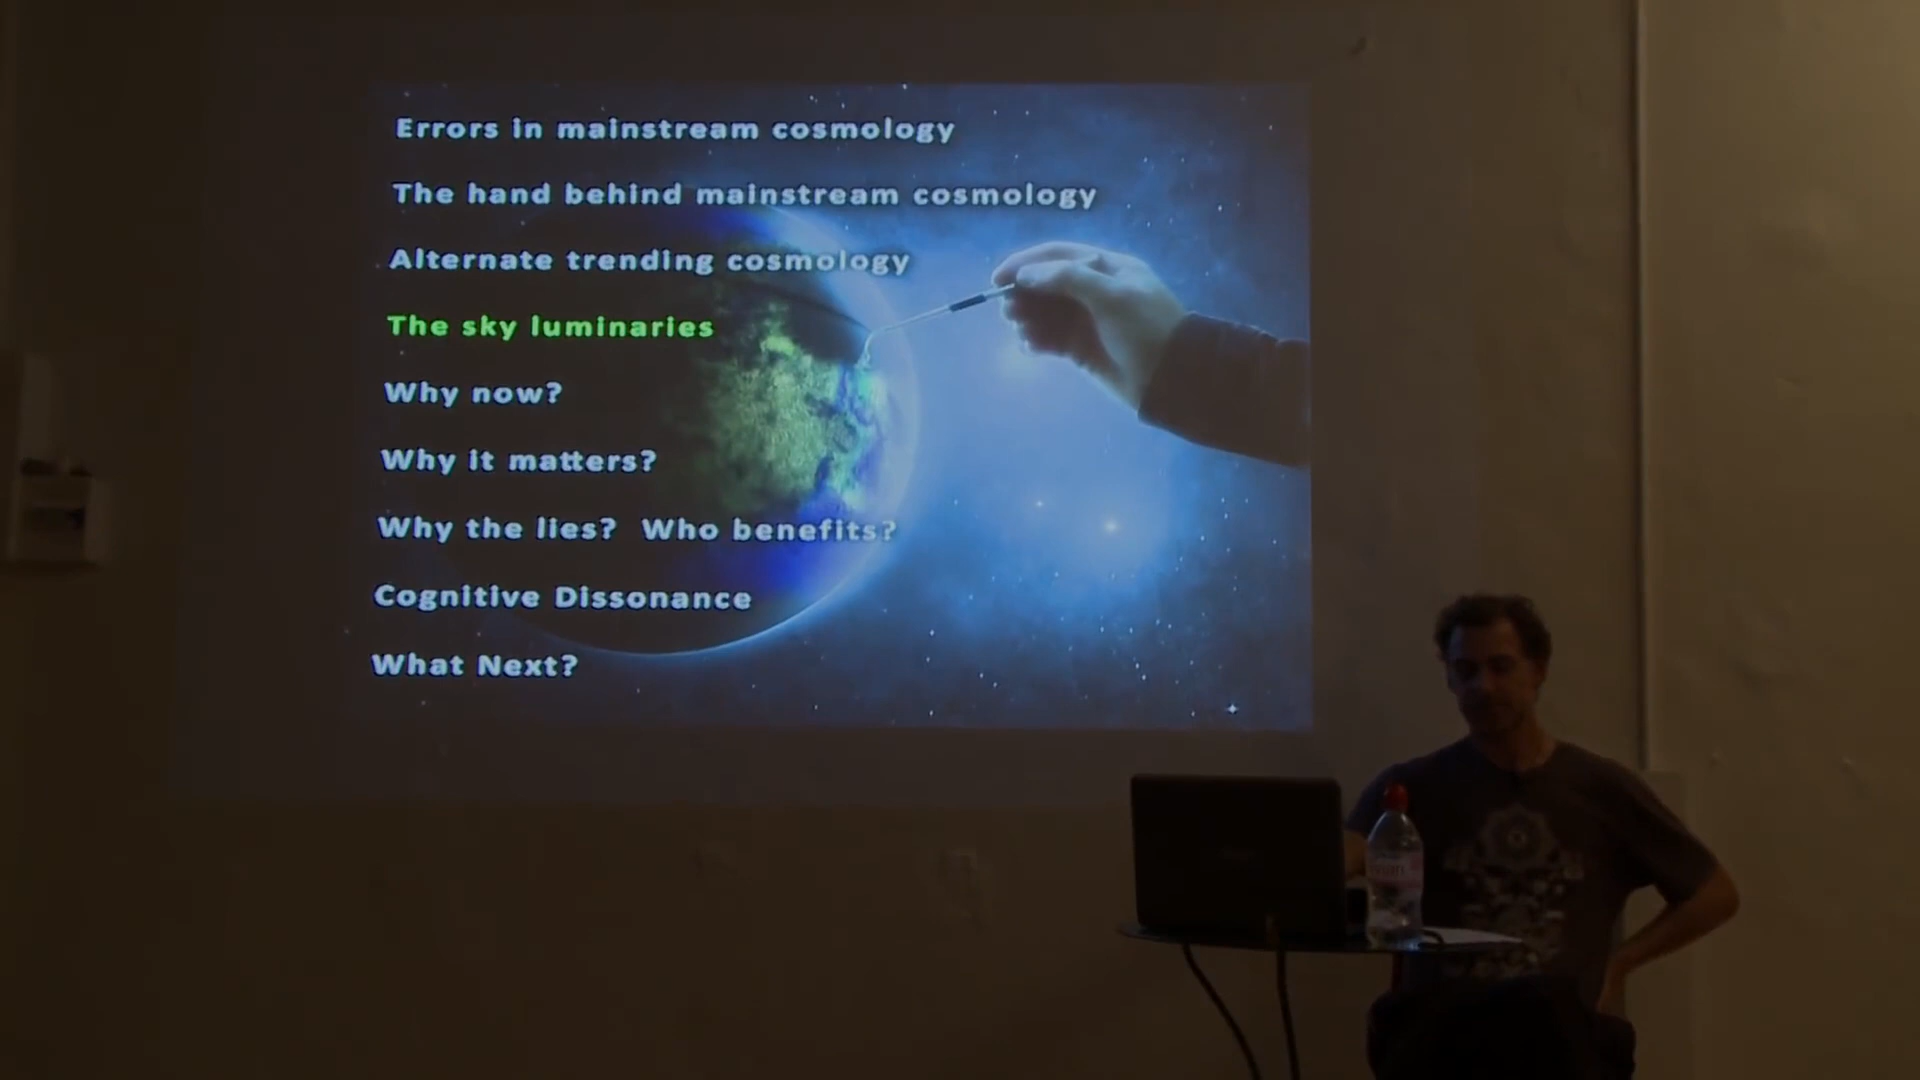 Errors in mainstream cosmology
The hand behind mainstream cosmology
Alternate trending cosmology
The sky luminaries
Why now?
Why it matters?
Why the lies?  Who benefits?
Cognitive Dissonance
What Next?